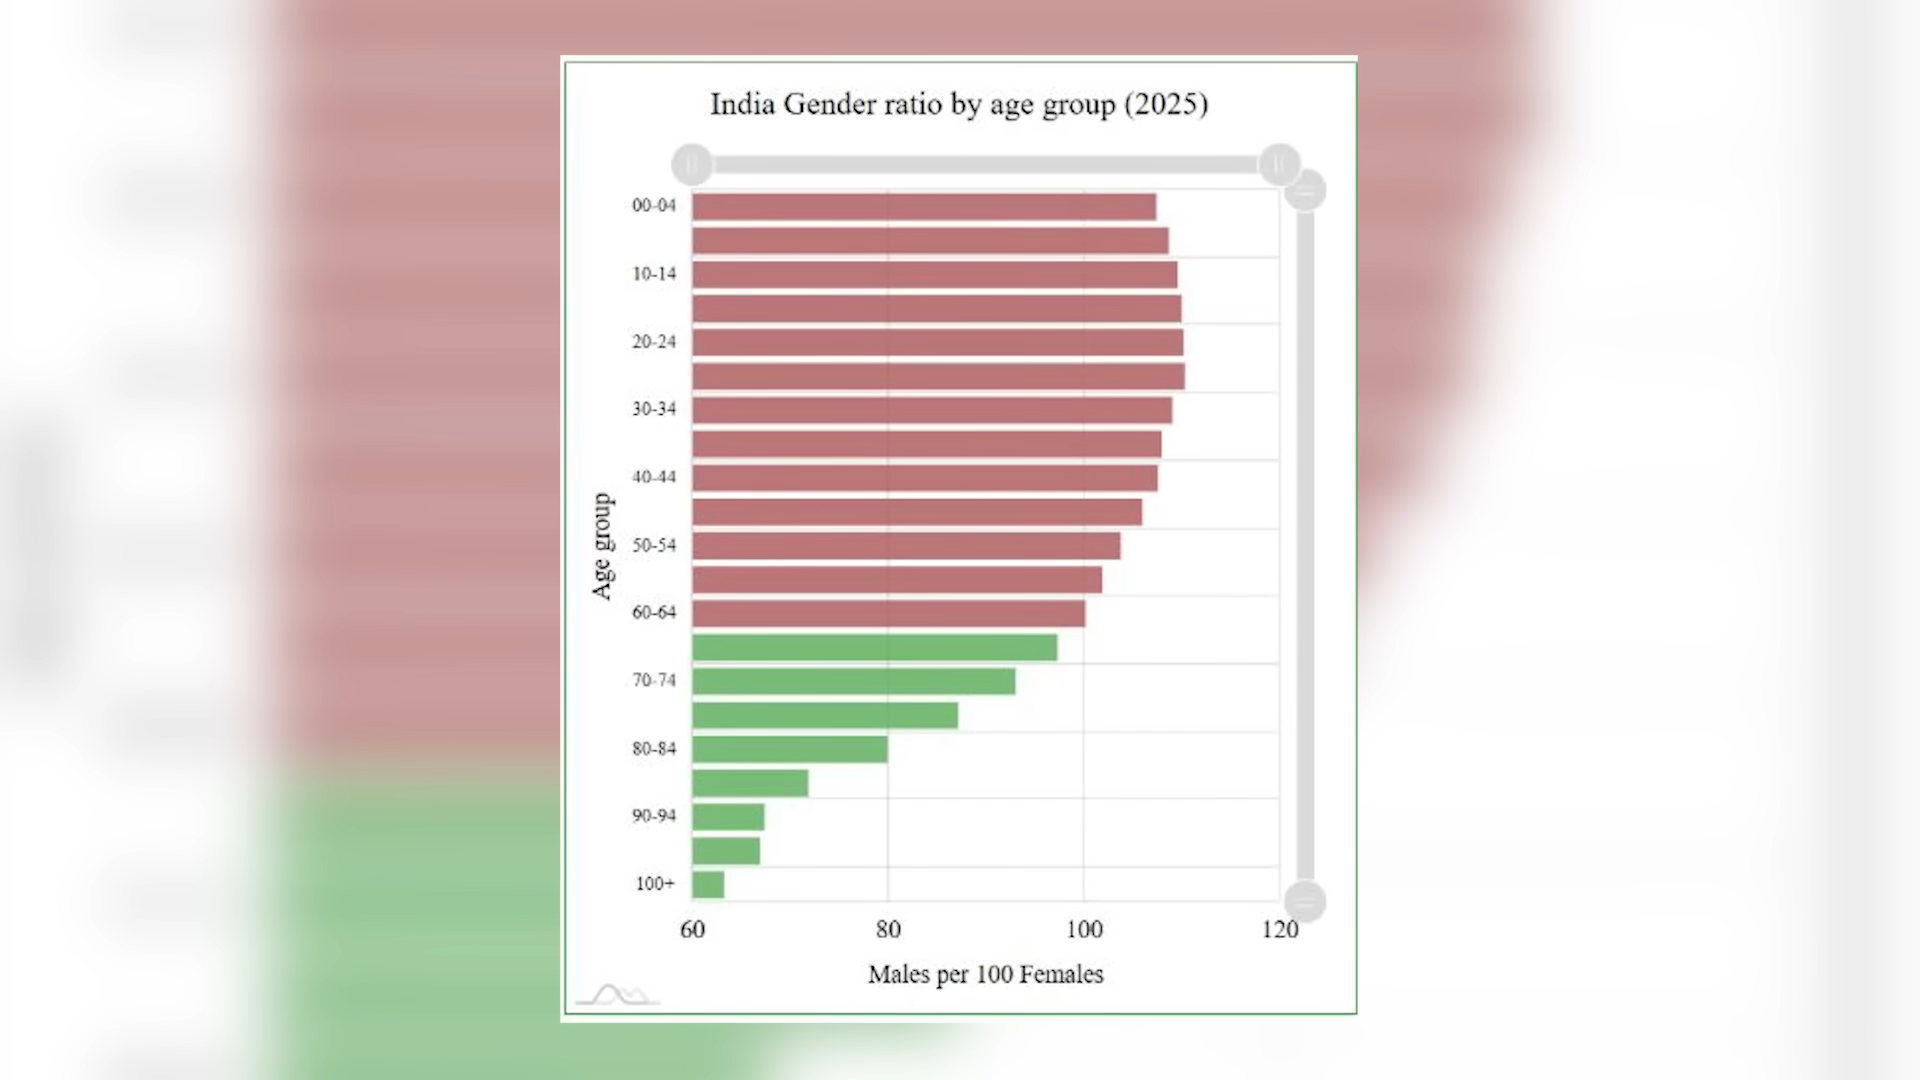 India Gender ratio by age group (2025)
00-04
10-14
20-24
30-34
40-44
50-54
60-64
70-74
80-84
90-94
100+
Age group
60 80 100 120
Males per 100 Females